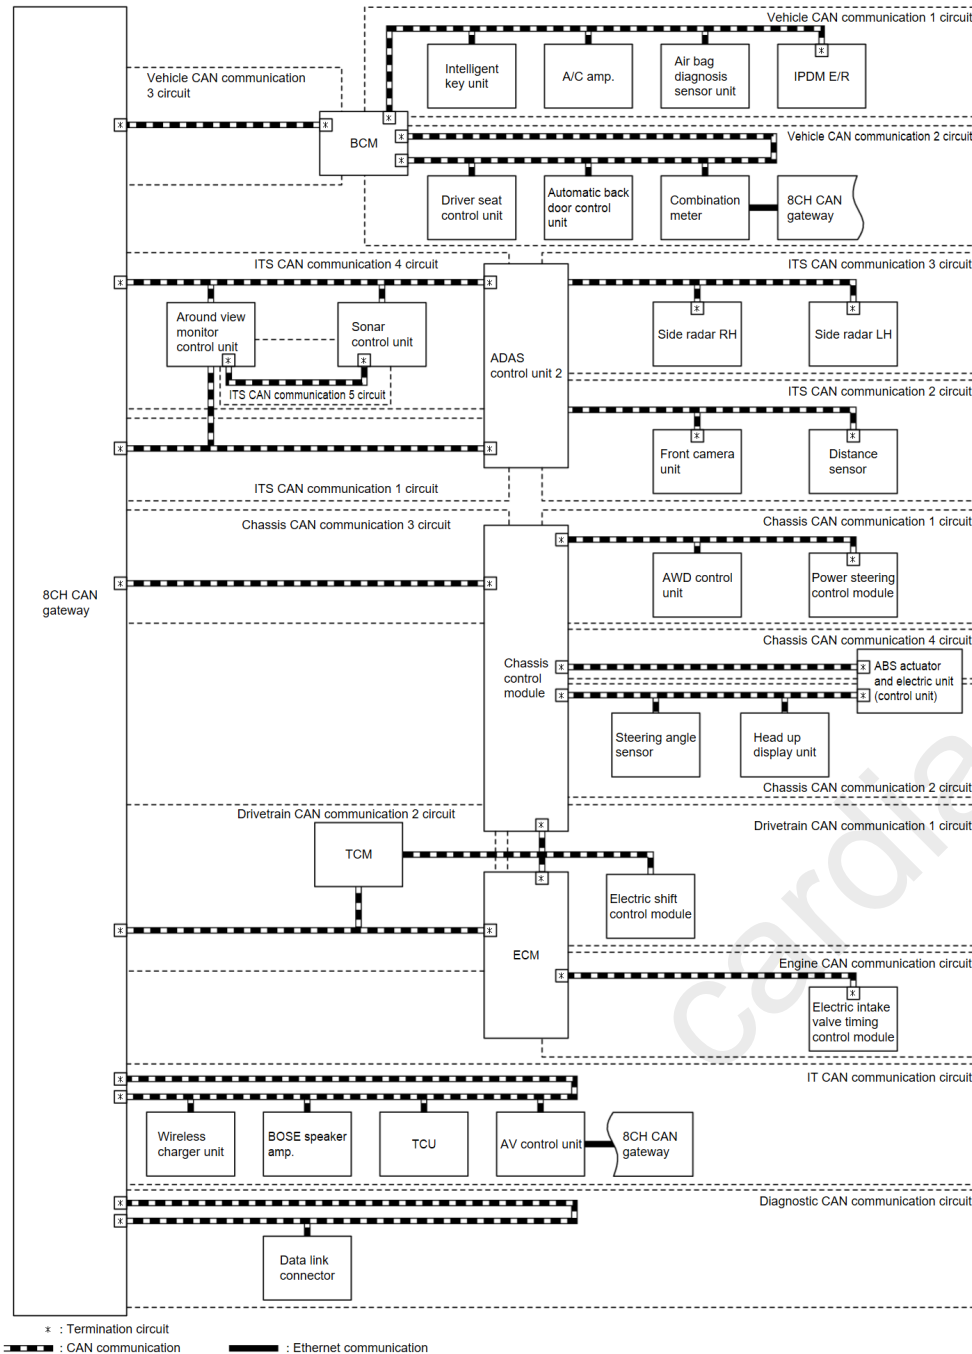 Vehicle CAN communication 1 circuit
Intelligent
key unit
A/C amp.
Air bag
diagnosis
sensor unit
IPDM E/R
Vehicle CAN communication
3 circuit
BCM
Vehicle CAN communication 2 circuit
Driver seat
control unit
Automatic back
door control
unit
Combination
meter
8CH CAN
gateway
ITS CAN communication 4 circuit
ITS CAN communication 3 circuit
Around view
monitor
control unit
Sonar
control unit
ADAS
control unit 2
Side radar RH
Side radar LH
ITS CAN communication 5 circuit
ITS CAN communication 2 circuit
Front camera
unit
Distance
sensor
ITS CAN communication 1 circuit
Chassis CAN communication 3 circuit
Chassis CAN communication 1 circuit
8CH CAN
gateway
AWD control
unit
Power steering
control module
Chassis
control
module
Chassis CAN communication 4 circuit
ABS actuator
and electric unit
(control unit)
Steering angle
sensor
Head up
display unit
Chassis CAN communication 2 circuit
Drivetrain CAN communication 2 circuit
Drivetrain CAN communication 1 circuit
TCM
Electric shift
control module
ECM
Engine CAN communication circuit
Electric intake
valve timing
control module
IT CAN communication circuit
Wireless
charger unit
BOSE speaker
amp.
TCU
AV control unit
8CH CAN
gateway
Diagnostic CAN communication circuit
Data link
connector
* : Termination circuit
: CAN communication
: Ethernet communication
cardie